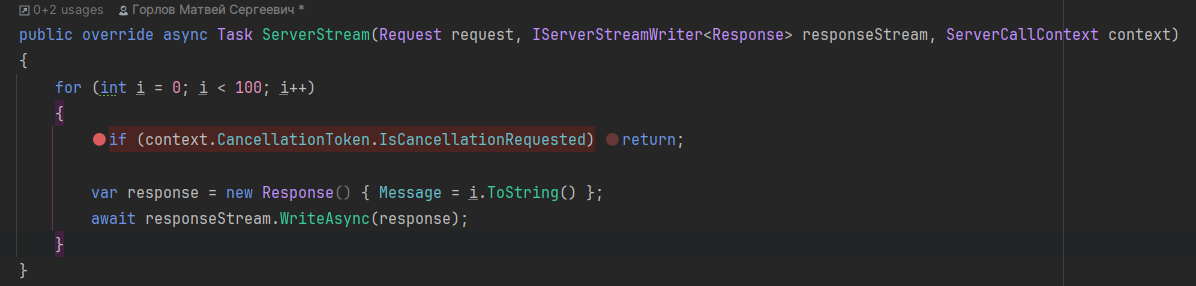 0+2 usages Горлов Матвей Сергеевич *
public override async Task ServerStream(Request request, IServerStreamWriter<Response> responseStream, ServerCallContext context)
{
for (int i = 0; i < 100; i++)
{
if (context.CancellationToken.IsCancellationRequested) return;
var response = new Response() { Message = i.ToString() };
await responseStream.WriteAsync(response);
}
}